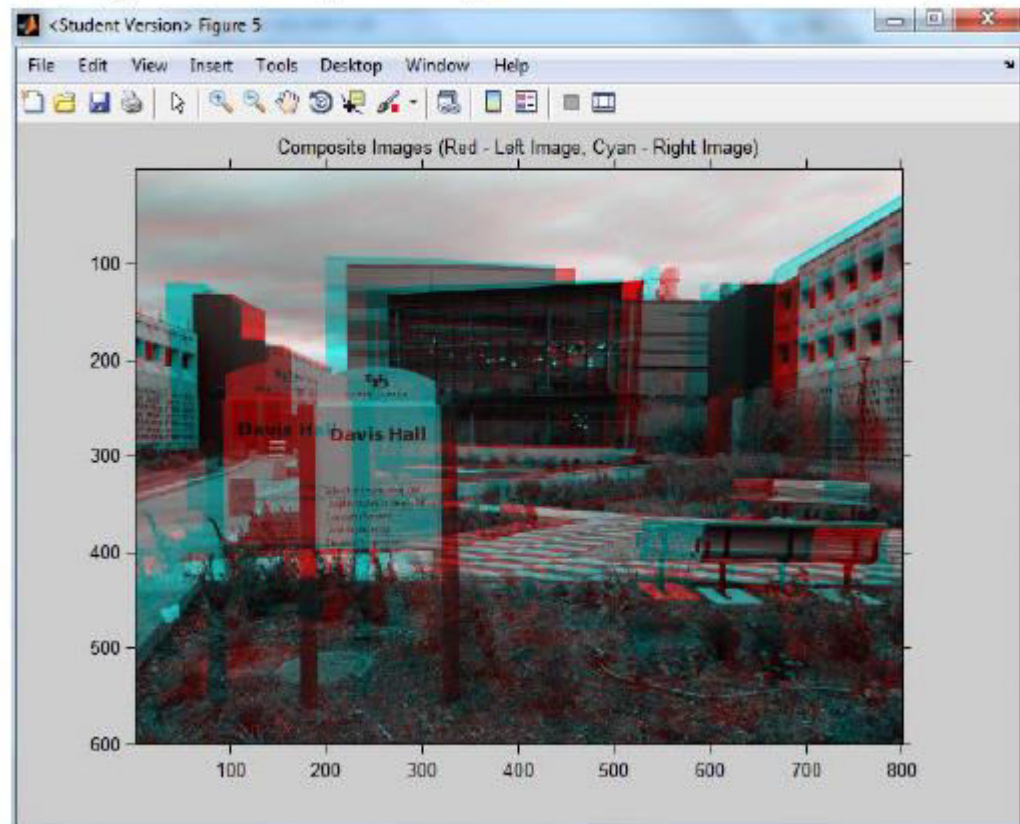 <Student Version> Figure 5
File Edit View Insert Tools Desktop Window Help
Composite Images (Red - Left Image, Cyan - Right Image)
100
200
300
400
500
600
Davis Hall Davis Hall
100 200 300 400 500 600 700 800